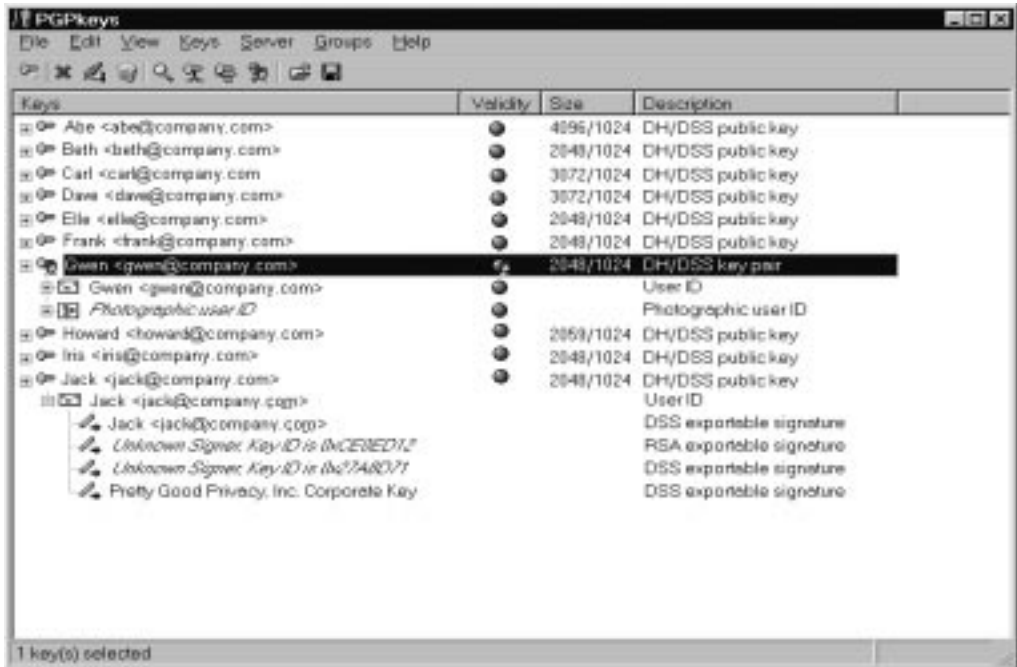 PGPkeys
File Edit View Keys Server Groups Help
Keys Validity Size Description
Abe <abe@company.com> 4096/1024 DH/DSS public key
Beth <beth@company.com> 2048/1024 DH/DSS public key
Carl <carl@company.com 3072/1024 DH/DSS public key
Dave <dave@company.com> 3072/1024 DH/DSS public key
Elle <elle@company.com> 2048/1024 DH/DSS public key
Frank <frank@company.com> 2048/1024 DH/DSS public key
Gwen <gwen@company.com> 2048/1024 DH/DSS key pair
Gwen <gwen@company.com> User ID
Photographic user ID Photographic user ID
Howard <howard@company.com> 2059/1024 DH/DSS public key
Iris <iris@company.com> 2048/1024 DH/DSS public key
Jack <jack@company.com> 2048/1024 DH/DSS public key
Jack <jack@company.com> User ID
Jack <jack@company.com> DSS exportable signature
Unknown Signer, Key ID is RSA exportable signature
Unknown Signer, Key ID is DSS exportable signature
Pretty Good Privacy, Inc. Corporate Key DSS exportable signature
1 key(s) selected